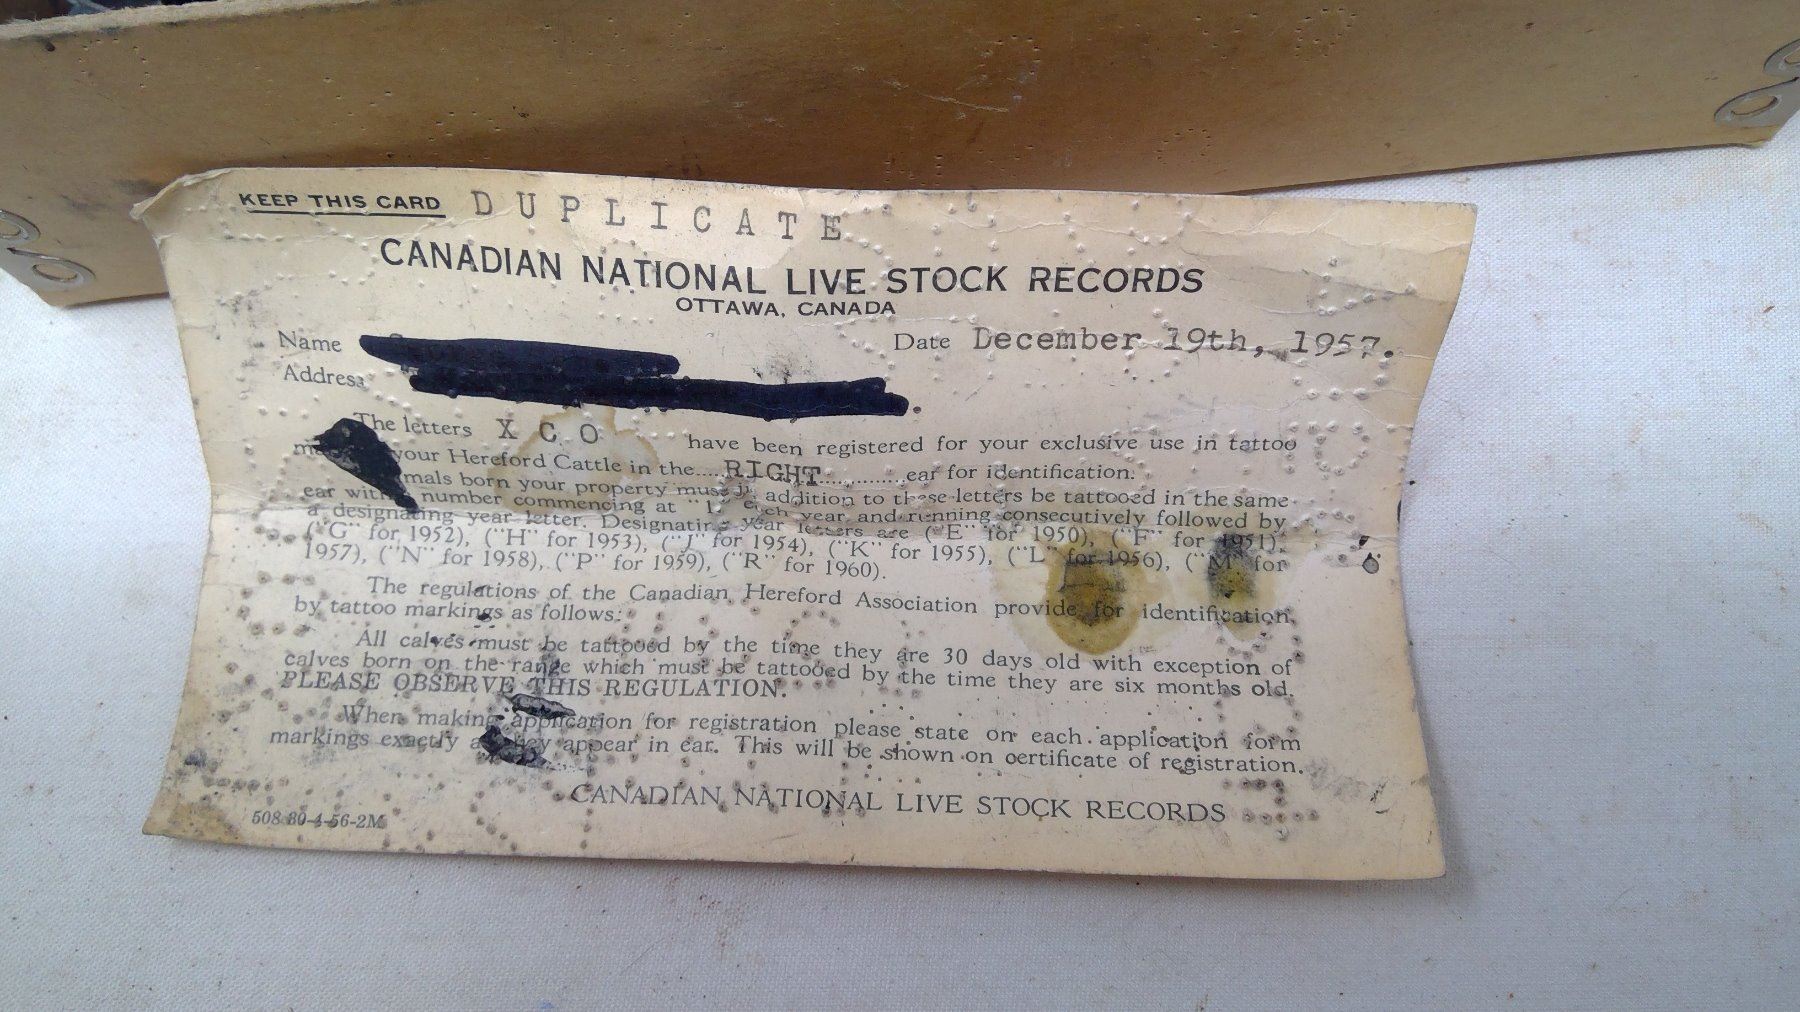 KEEP THIS CARD DUPLICATE
CANADIAN NATIONAL LIVE STOCK RECORDS
OTTAWA, CANADA
Name Date December 19th, 1957.
Address
The letters X C O have been registered for your exclusive use in tattoo
your Hereford Cattle in the.....RIGHT.............ear for identification.
born your property must in addition to these letters be tattooed in the same
ear with number commencing at "1" each year and running consecutively followed by
a designating year letter. Designating year letters are ("E" for 1950), ("F" for 1951),
("G" for 1952), ("H" for 1953), ("J" for 1954), ("K" for 1955), ("L" for 1956), ("M" for
1957), ("N" for 1958), ("P" for 1959), ("R" for 1960).
The regulations of the Canadian Hereford Association provide for identification
by tattoo markings as follows:
All calves must be tattooed by the time they are 30 days old with exception of
calves born on the range which must be tattooed by the time they are six months old.
PLEASE OBSERVE THIS REGULATION.
When making application for registration please state on each application form
markings exactly as they appear in ear. This will be shown on certificate of registration.
CANADIAN NATIONAL LIVE STOCK RECORDS
508 80-4-56-2M